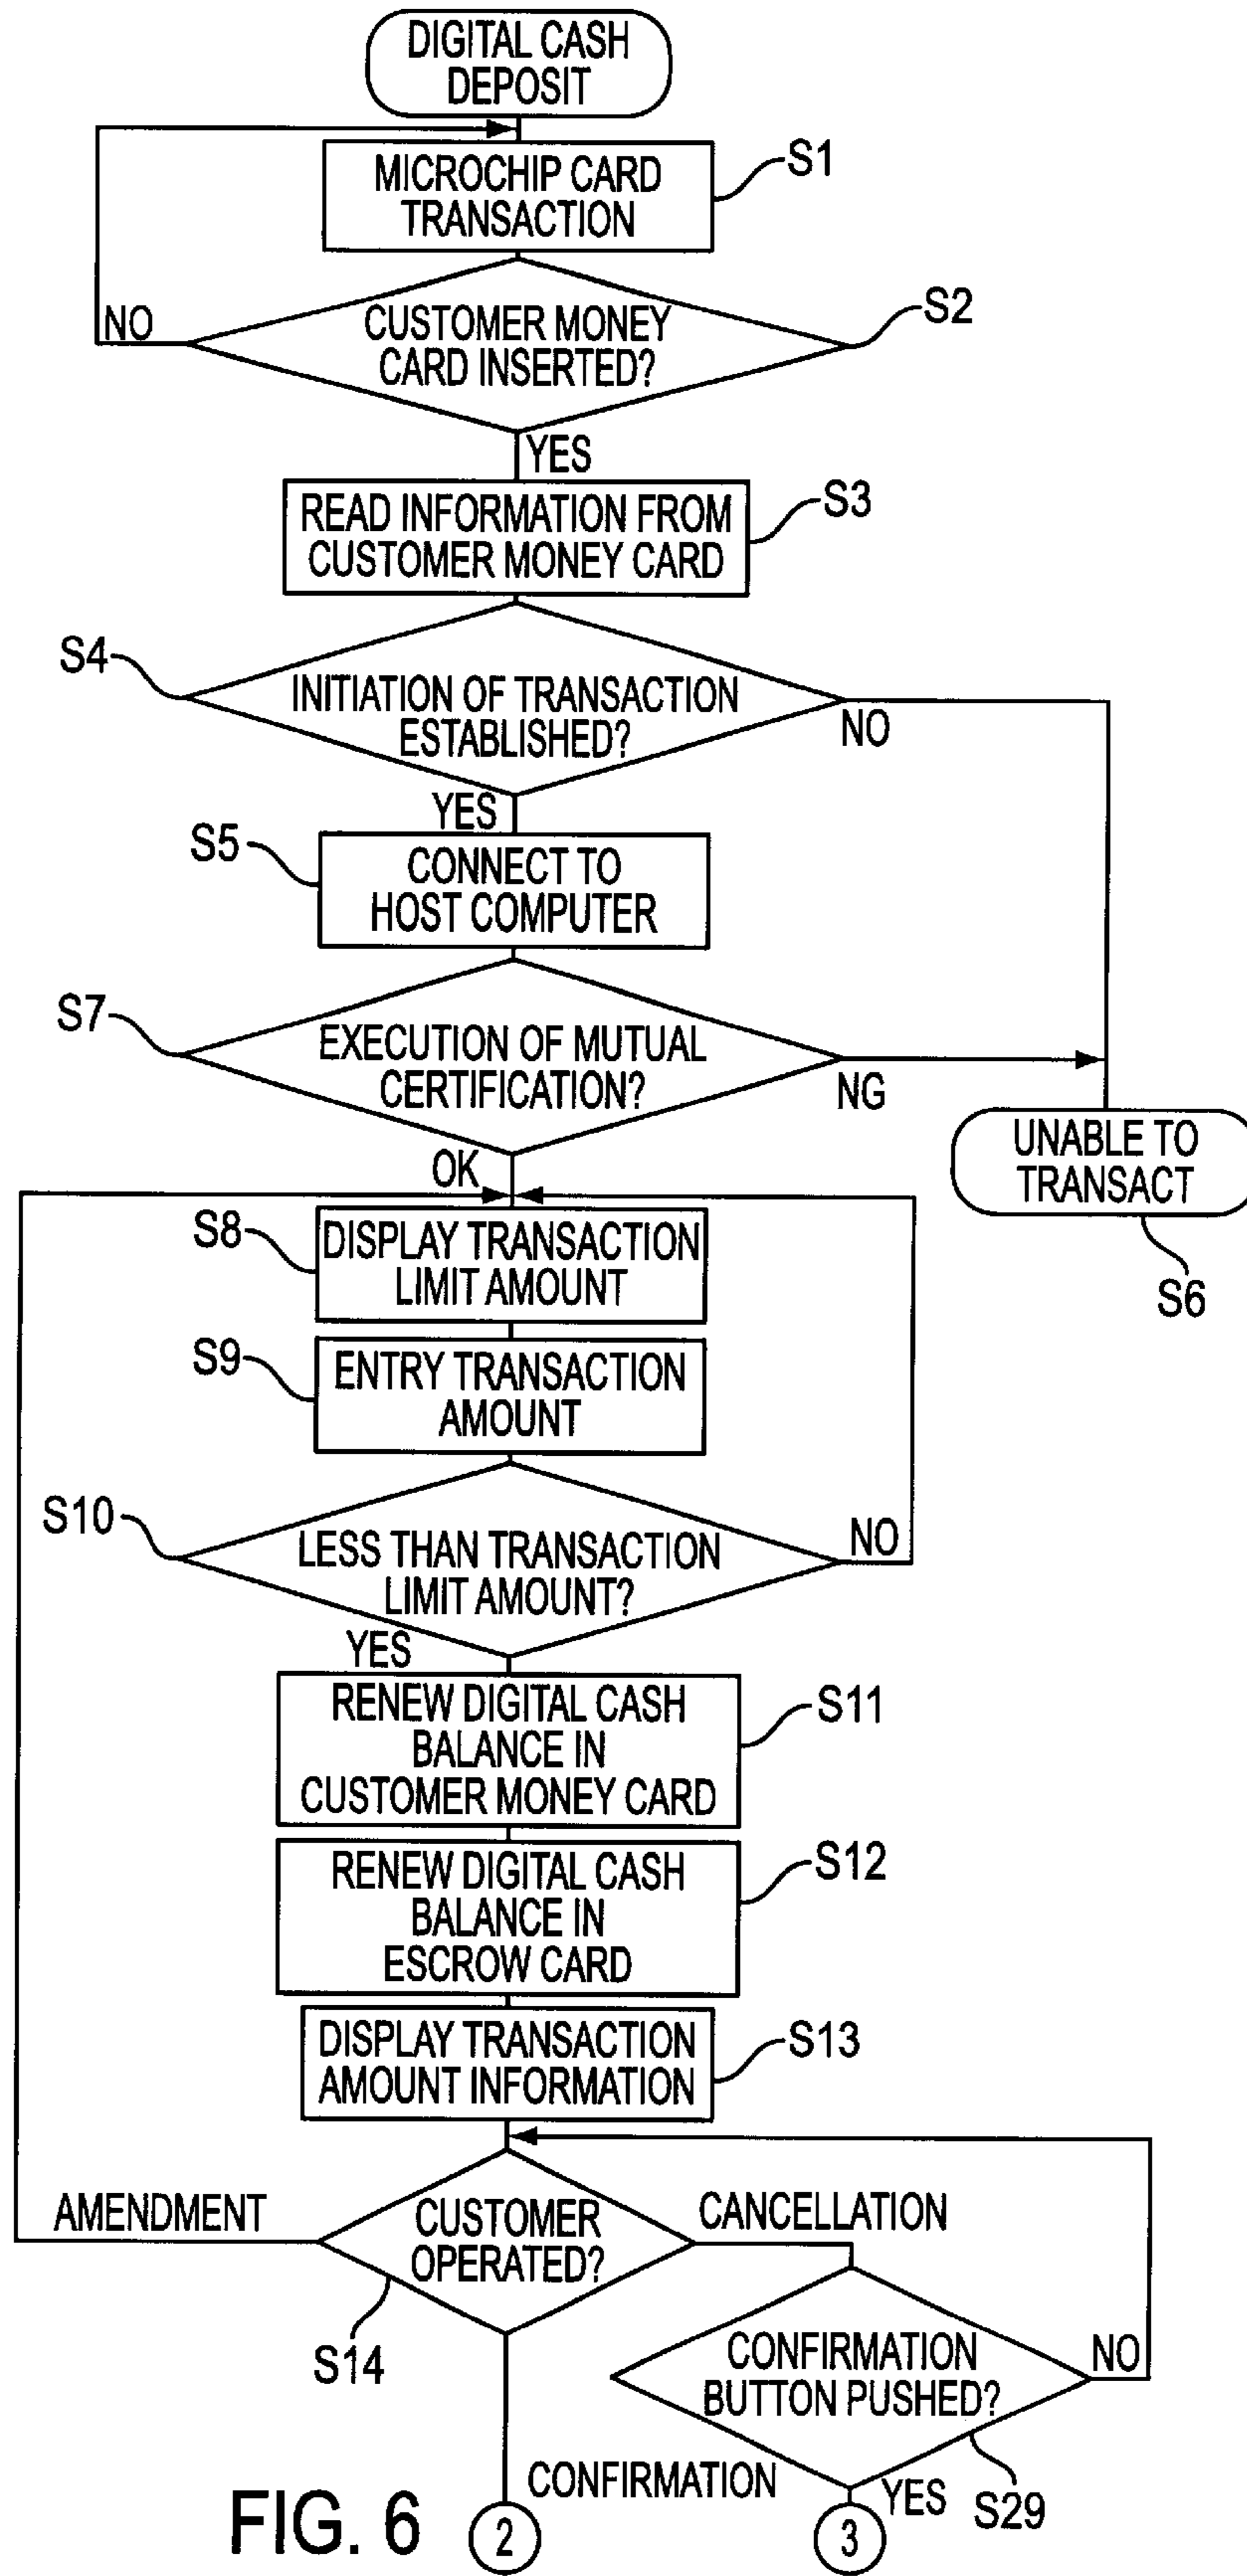 DIGITAL CASH
DEPOSIT
MICROCHIP CARD
TRANSACTION
S1
NO
CUSTOMER MONEY
CARD INSERTED?
S2
YES
READ INFORMATION FROM
CUSTOMER MONEY CARD
S3
S4
INITIATION OF TRANSACTION
ESTABLISHED?
NO
YES
S5
CONNECT TO
HOST COMPUTER
S7
EXECUTION OF MUTUAL
CERTIFICATION?
NG
OK
UNABLE TO
TRANSACT
S6
S8
DISPLAY TRANSACTION
LIMIT AMOUNT
S9
ENTRY TRANSACTION
AMOUNT
S10
LESS THAN TRANSACTION
LIMIT AMOUNT?
NO
YES
RENEW DIGITAL CASH
BALANCE IN
CUSTOMER MONEY CARD
S11
RENEW DIGITAL CASH
BALANCE IN
ESCROW CARD
S12
DISPLAY TRANSACTION
AMOUNT INFORMATION
S13
AMENDMENT
CUSTOMER
OPERATED?
CANCELLATION
S14
CONFIRMATION
BUTTON PUSHED?
NO
CONFIRMATION
YES
S29
FIG. 6
2
3